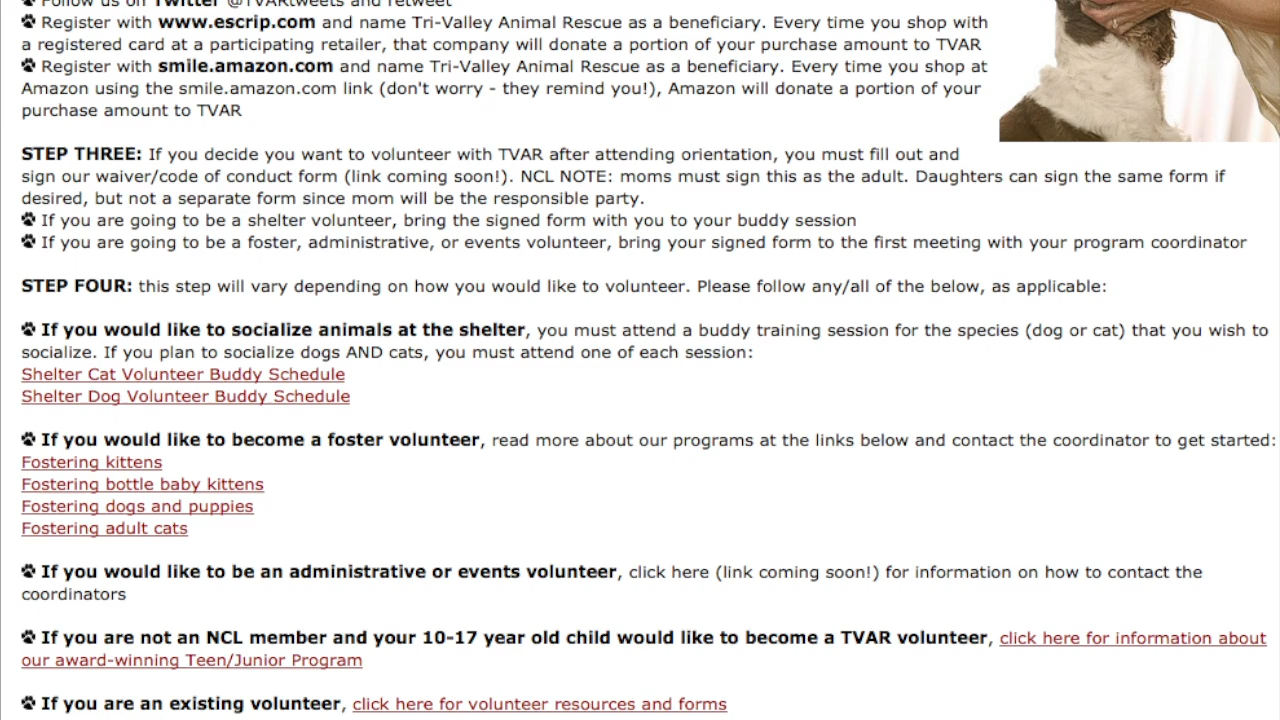 Follow us on Twitter @TVARtweets and retweet
Register with www.escrip.com and name Tri-Valley Animal Rescue as a beneficiary. Every time you shop with
a registered card at a participating retailer, that company will donate a portion of your purchase amount to TVAR
Register with smile.amazon.com and name Tri-Valley Animal Rescue as a beneficiary. Every time you shop at
Amazon using the smile.amazon.com link (don't worry - they remind you!), Amazon will donate a portion of your
purchase amount to TVAR
STEP THREE: If you decide you want to volunteer with TVAR after attending orientation, you must fill out and
sign our waiver/code of conduct form (link coming soon!). NCL NOTE: moms must sign this as the adult. Daughters can sign the same form if
desired, but not a separate form since mom will be the responsible party.
If you are going to be a shelter volunteer, bring the signed form with you to your buddy session
If you are going to be a foster, administrative, or events volunteer, bring your signed form to the first meeting with your program coordinator
STEP FOUR: this step will vary depending on how you would like to volunteer. Please follow any/all of the below, as applicable:
If you would like to socialize animals at the shelter, you must attend a buddy training session for the species (dog or cat) that you wish to
socialize. If you plan to socialize dogs AND cats, you must attend one of each session:
Shelter Cat Volunteer Buddy Schedule
Shelter Dog Volunteer Buddy Schedule
If you would like to become a foster volunteer, read more about our programs at the links below and contact the coordinator to get started:
Fostering kittens
Fostering bottle baby kittens
Fostering dogs and puppies
Fostering adult cats
If you would like to be an administrative or events volunteer, click here (link coming soon!) for information on how to contact the
coordinators
If you are not an NCL member and your 10-17 year old child would like to become a TVAR volunteer, click here for information about
our award-winning Teen/Junior Program
If you are an existing volunteer, click here for volunteer resources and forms